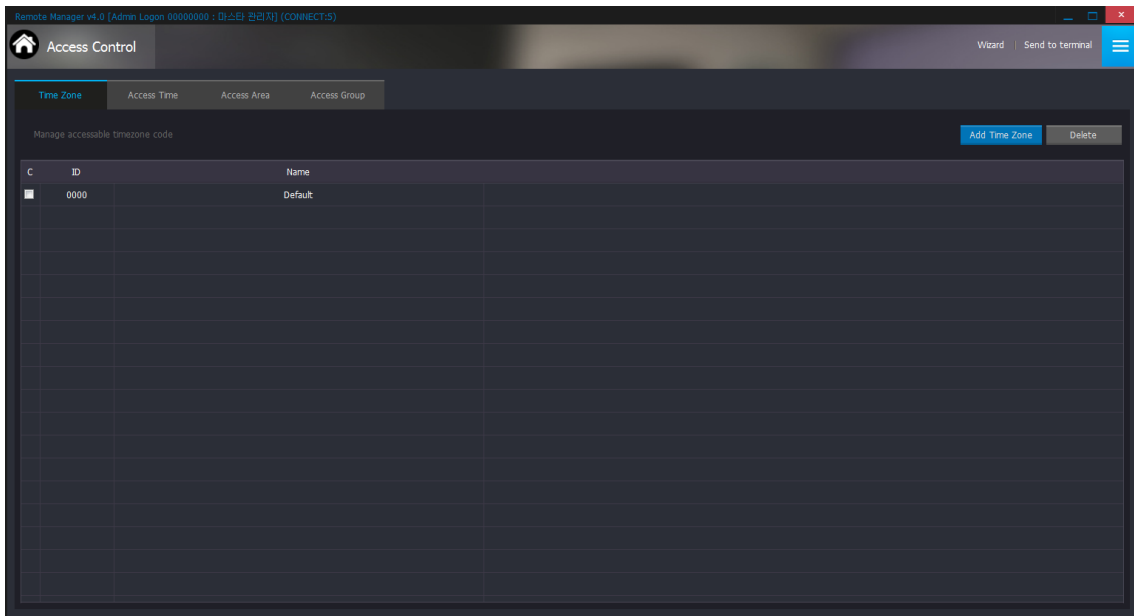 Remote Manager v4.0 [Admin Logon 00000000 : 마스타 관리자] (CONNECT:5)
Access Control
Wizard | Send to terminal
Time Zone Access Time Access Area Access Group
Manage accessable timezone code
Add Time Zone Delete
C ID Name
0000 Default